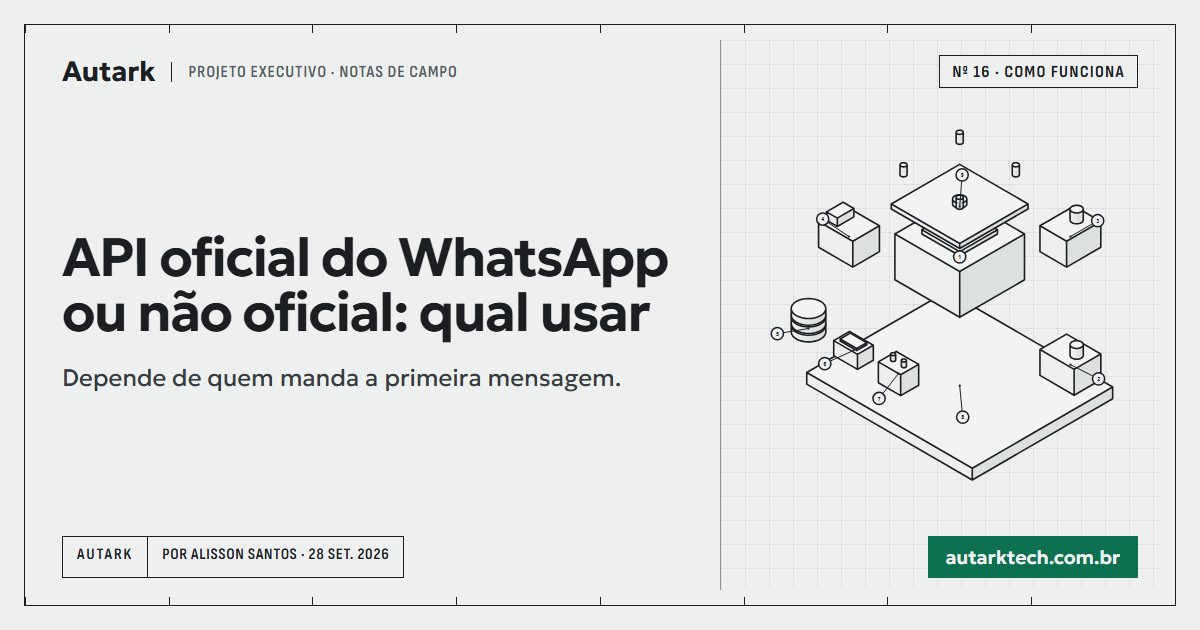 Autark
PROJETO EXECUTIVO · NOTAS DE CAMPO
Nº 16 · COMO FUNCIONA
API oficial do WhatsApp
ou não oficial: qual usar
Depende de quem manda a primeira mensagem.
AUTARK
POR ALISSON SANTOS · 28 SET. 2026
autarktech.com.br